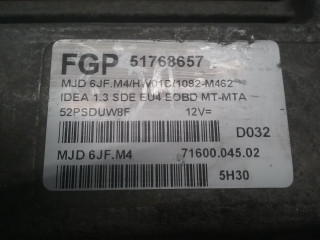 FGP 51768657
MJD 6JF.M4/H.V01C/1082-M462
IDEA 1.3 SDE EU4 EOBD MT-MTA
52PSDUW8F 12V=
D032
MJD 6JF.M4 71600.045.02
5H30